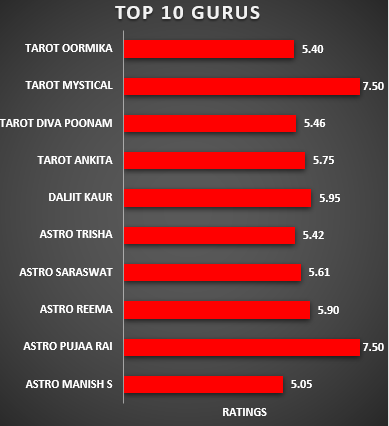 TOP 10 GURUS
TAROT OORMIKA 5.40
TAROT MYSTICAL 7.50
TAROT DIVA POONAM 5.46
TAROT ANKITA 5.75
DALJIT KAUR 5.95
ASTRO TRISHA 5.42
ASTRO SARASWAT 5.61
ASTRO REEMA 5.90
ASTRO PUJAA RAI 7.50
ASTRO MANISH S 5.05
RATINGS